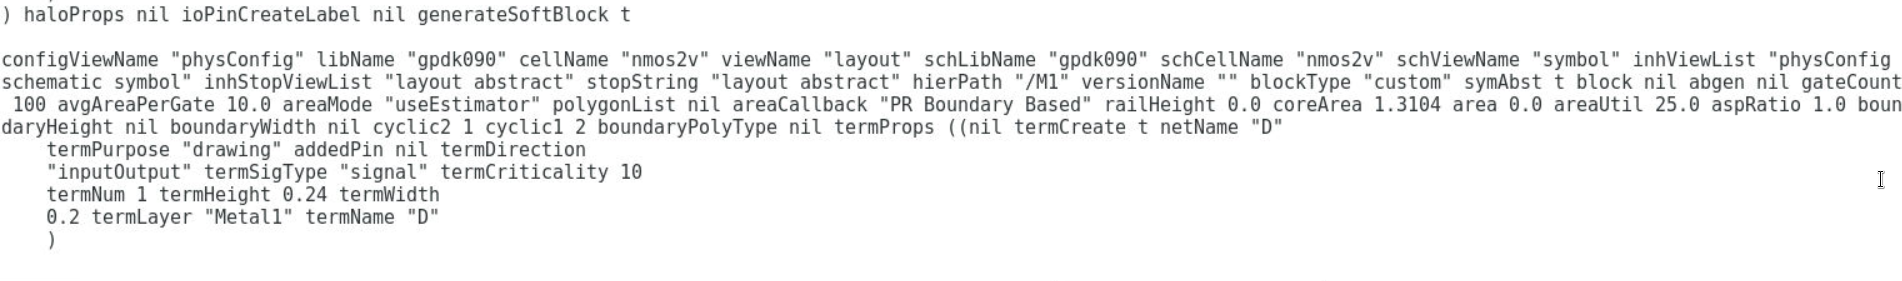 ) haloProps nil ioPinCreateLabel nil generateSoftBlock t
configViewName "physConfig" libName "gpdk090" cellName "nmos2v" viewName "layout" schLibName "gpdk090" schCellName "nmos2v" schViewName "symbol" inhViewList "physConfig
schematic symbol" inhStopViewList "layout abstract" stopString "layout abstract" hierPath "/M1" versionName "" blockType "custom" symAbst t block nil abgen nil gateCount
 100 avgAreaPerGate 10.0 areaMode "useEstimator" polygonList nil areaCallback "PR Boundary Based" railHeight 0.0 coreArea 1.3104 area 0.0 areaUtil 25.0 aspRatio 1.0 boun
daryHeight nil boundaryWidth nil cyclic2 1 cyclic1 2 boundaryPolyType nil termProps ((nil termCreate t netName "D"
    termPurpose "drawing" addedPin nil termDirection
    "inputOutput" termSigType "signal" termCriticality 10
    termNum 1 termHeight 0.24 termWidth
    0.2 termLayer "Metal1" termName "D"
    )